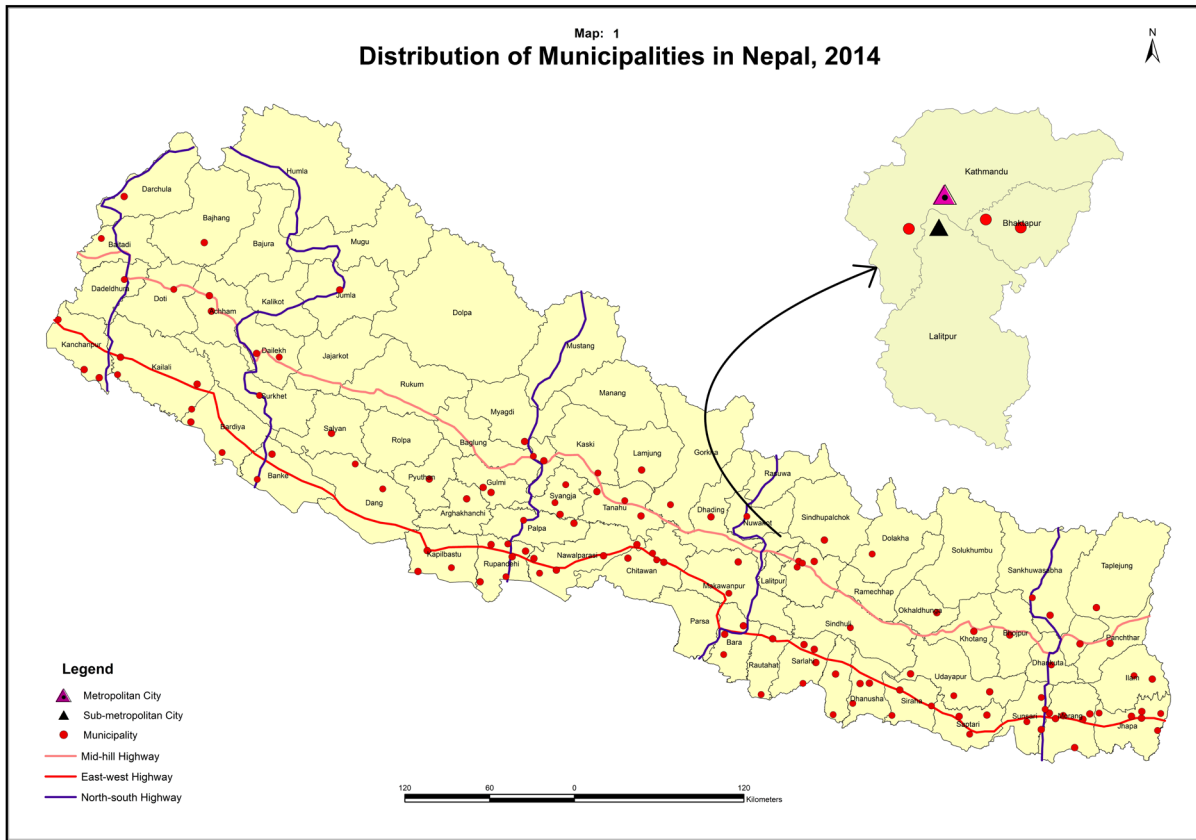 Map: 1
Distribution of Municipalities in Nepal, 2014
N
Humla
Darchula
Kathmandu
Bajhang
Bhaktapur
Baitadi
Bajura
Mugu
Dadeldhura
Doti
Kalikot
Jumla
Achham
Dolpa
Lalitpur
Kanchanpur
Mustang
Dailekh
Jajarkot
Kailali
Rukum
Manang
Surkhet
Myagdi
Bardiya
Salyan
Rolpa
Baglung
Kaski
Lamjung
Gorkha
Banke
Pyuthan
Gulmi
Rasuwa
Dang
Syangja
Tanahu
Dhading
Arghakhanchi
Palpa
Nuwakot
Sindhupalchok
Dolakha
Solukhumbu
Kapilbastu
Rupandehi
Nawalparasi
Chitawan
Sankhuwasabha
Taplejung
Makawanpur
Lalitpur
Ramechhap
Okhaldhunga
Parsa
Sindhuli
Khotang
Bhojpur
Panchthar
Bara
Rautahat
Sarlahi
Dhankuta
Udayapur
Ilam
Dhanusha
Siraha
Saptari
Sunsari
Morang
Jhapa
Legend
Metropolitan City
Sub-metropolitan City
Municipality
Mid-hill Highway
East-west Highway
North-south Highway
120 60 0 120
Kilometers